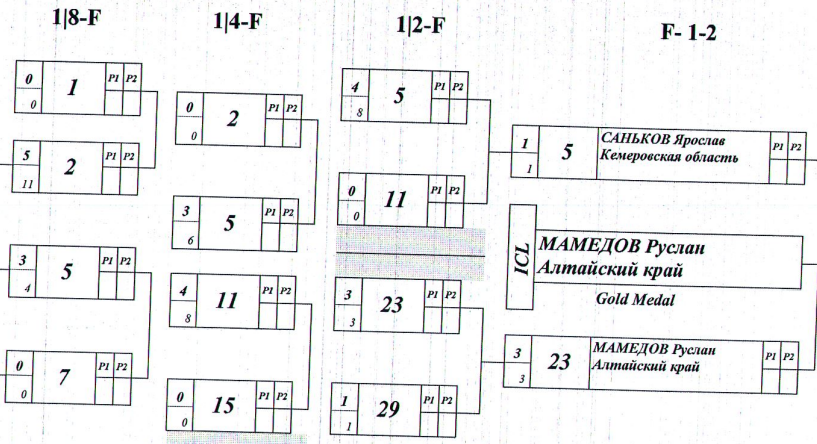 1|8-F
1|4-F
1|2-F
F- 1-2
0
0
1
P1 P2
5
11
2
P1 P2
3
4
5
P1 P2
0
0
7
P1 P2
0
0
2
P1 P2
3
6
5
P1 P2
4
8
11
P1 P2
0
0
15
P1 P2
4
8
5
P1 P2
0
0
11
P1 P2
3
3
23
P1 P2
1
1
29
P1 P2
1
1
5
САНЬКОВ Ярослав
Кемеровская область
P1 P2
ICL
МАМЕДОВ Руслан
Алтайский край
Gold Medal
3
3
23
МАМЕДОВ Руслан
Алтайский край
P1 P2